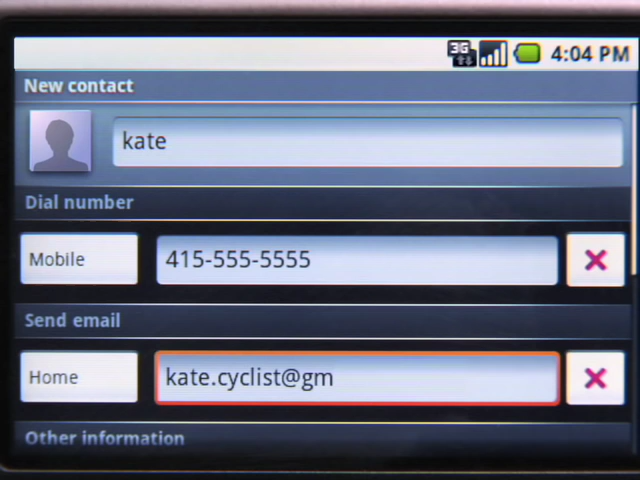 3G 4:04 PM
New contact
kate
Dial number
Mobile 415-555-5555
Send email
Home kate.cyclist@gm
Other information